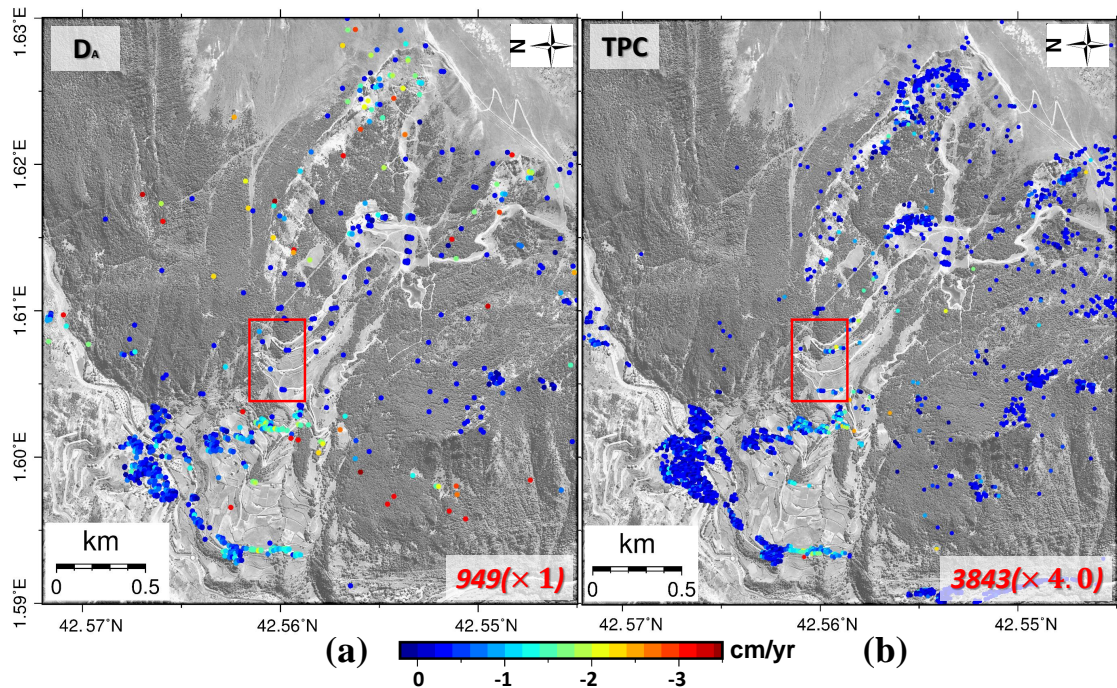 D_A
N
TPC
N
1.63°E
1.62°E
1.61°E
1.60°E
1.59°E
km
0 0.5
949(× 1)
km
0 0.5
3843(× 4.0)
42.57°N 42.56°N 42.55°N
42.57°N 42.56°N 42.55°N
(a)
cm/yr
(b)
0 -1 -2 -3